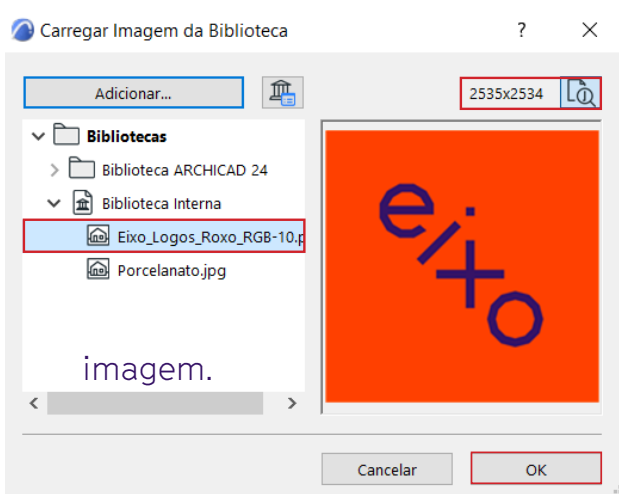 Carregar Imagem da Biblioteca ? ×
Adicionar...
2535x2534
Bibliotecas
Biblioteca ARCHICAD 24
Biblioteca Interna
Eixo_Logos_Roxo_RGB-10.p
Porcelanato.jpg
imagem.
eixo
Cancelar
OK